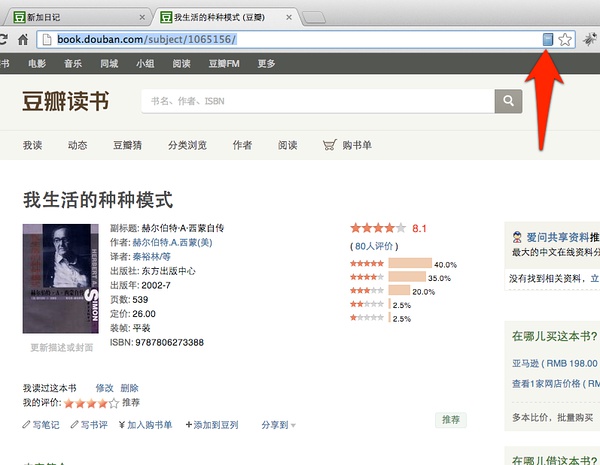 新加日记
我生活的种种模式 (豆瓣)
book.douban.com/subject/1065156/
书 电影 音乐 同城 小组 阅读 豆瓣FM 更多
豆瓣读书
书名、作者、ISBN
我读 动态 豆瓣猜 分类浏览 作者 阅读 购书单
我生活的种种模式
副标题: 赫尔伯特·A·西蒙自传
作者: 赫尔伯特.A.西蒙(美)
译者: 秦裕林/等
出版社: 东方出版中心
出版年: 2002-7
页数: 539
定价: 26.00
装帧: 平装
ISBN: 9787806273388
HERBERT A.
SIMON
赫尔伯特·A·西蒙自传
更新描述或封面
8.1
(80人评价)
40.0%
35.0%
20.0%
2.5%
2.5%
我读过这本书 修改 删除
我的评价: 推荐
写笔记 写书评 ¥加入购书单 +添加到豆列 分享到 推荐
爱问共享资料推
最大的中文在线资料分
没有找到相关资料，立
在哪儿买这本书?
亚马逊 ( RMB 198.00
查看1家网店价格 ( RMB
多本比价，批量购买